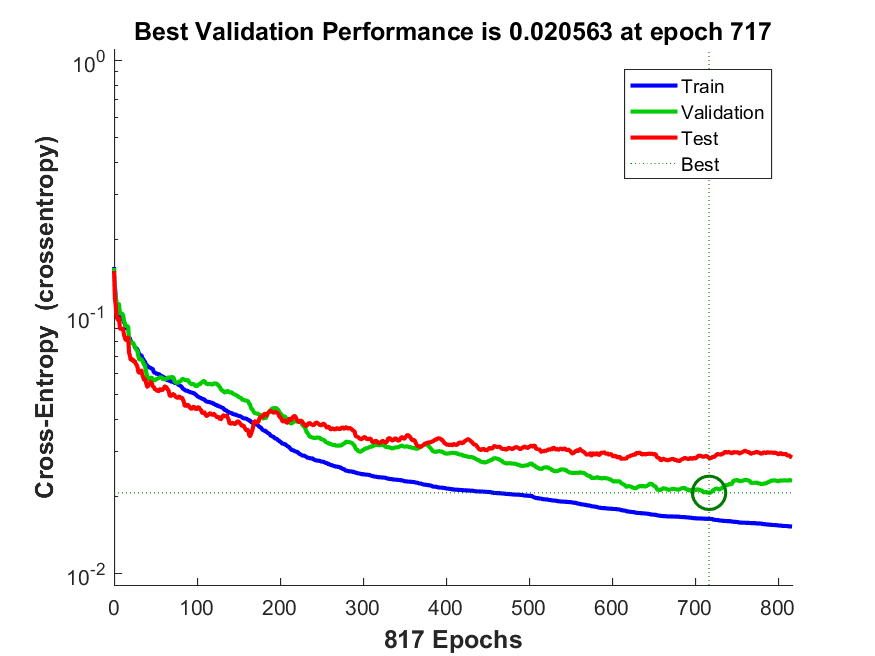 Best Validation Performance is 0.020563 at epoch 717
Cross-Entropy (crossentropy)
10^0
10^-1
10^-2
Train
Validation
Test
Best
0 100 200 300 400 500 600 700 800
817 Epochs